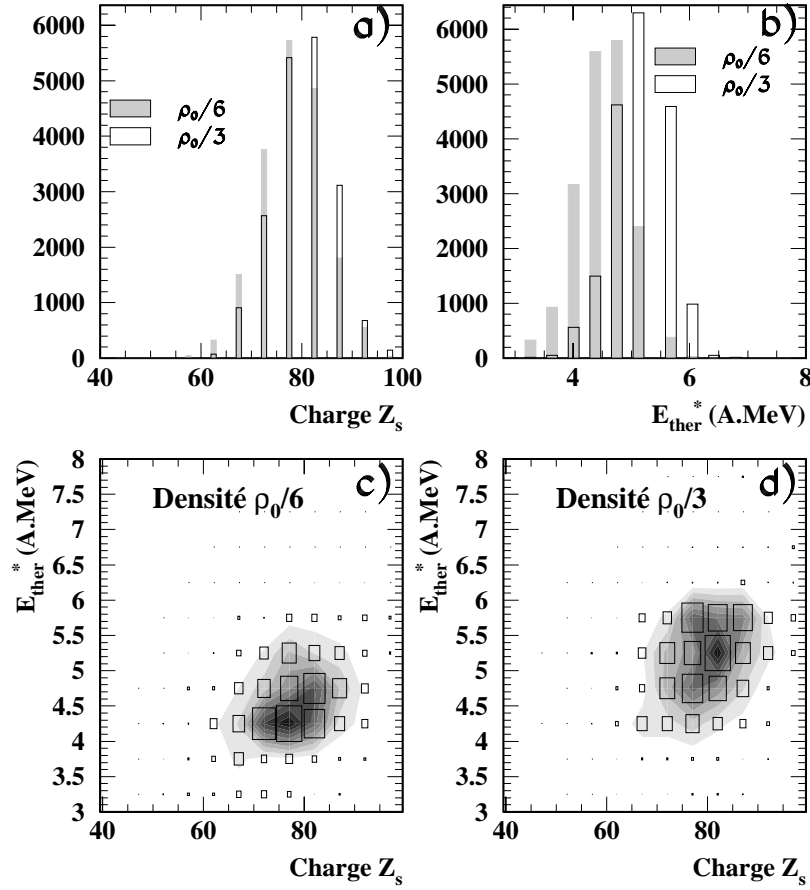 a)
6000
5000
4000
3000
2000
1000
0
ρ₀/6
ρ₀/3
40 60 80 100
Charge Zₛ
b)
6000
5000
4000
3000
2000
1000
0
ρ₀/6
ρ₀/3
4 6 8
E*ther (A.MeV)
c)
Densité ρ₀/6
E*ther (A.MeV)
8
7.5
7
6.5
6
5.5
5
4.5
4
3.5
3
40 60 80
Charge Zₛ
d)
Densité ρ₀/3
E*ther (A.MeV)
8
7.5
7
6.5
6
5.5
5
4.5
4
3.5
3
40 60 80
Charge Zₛ